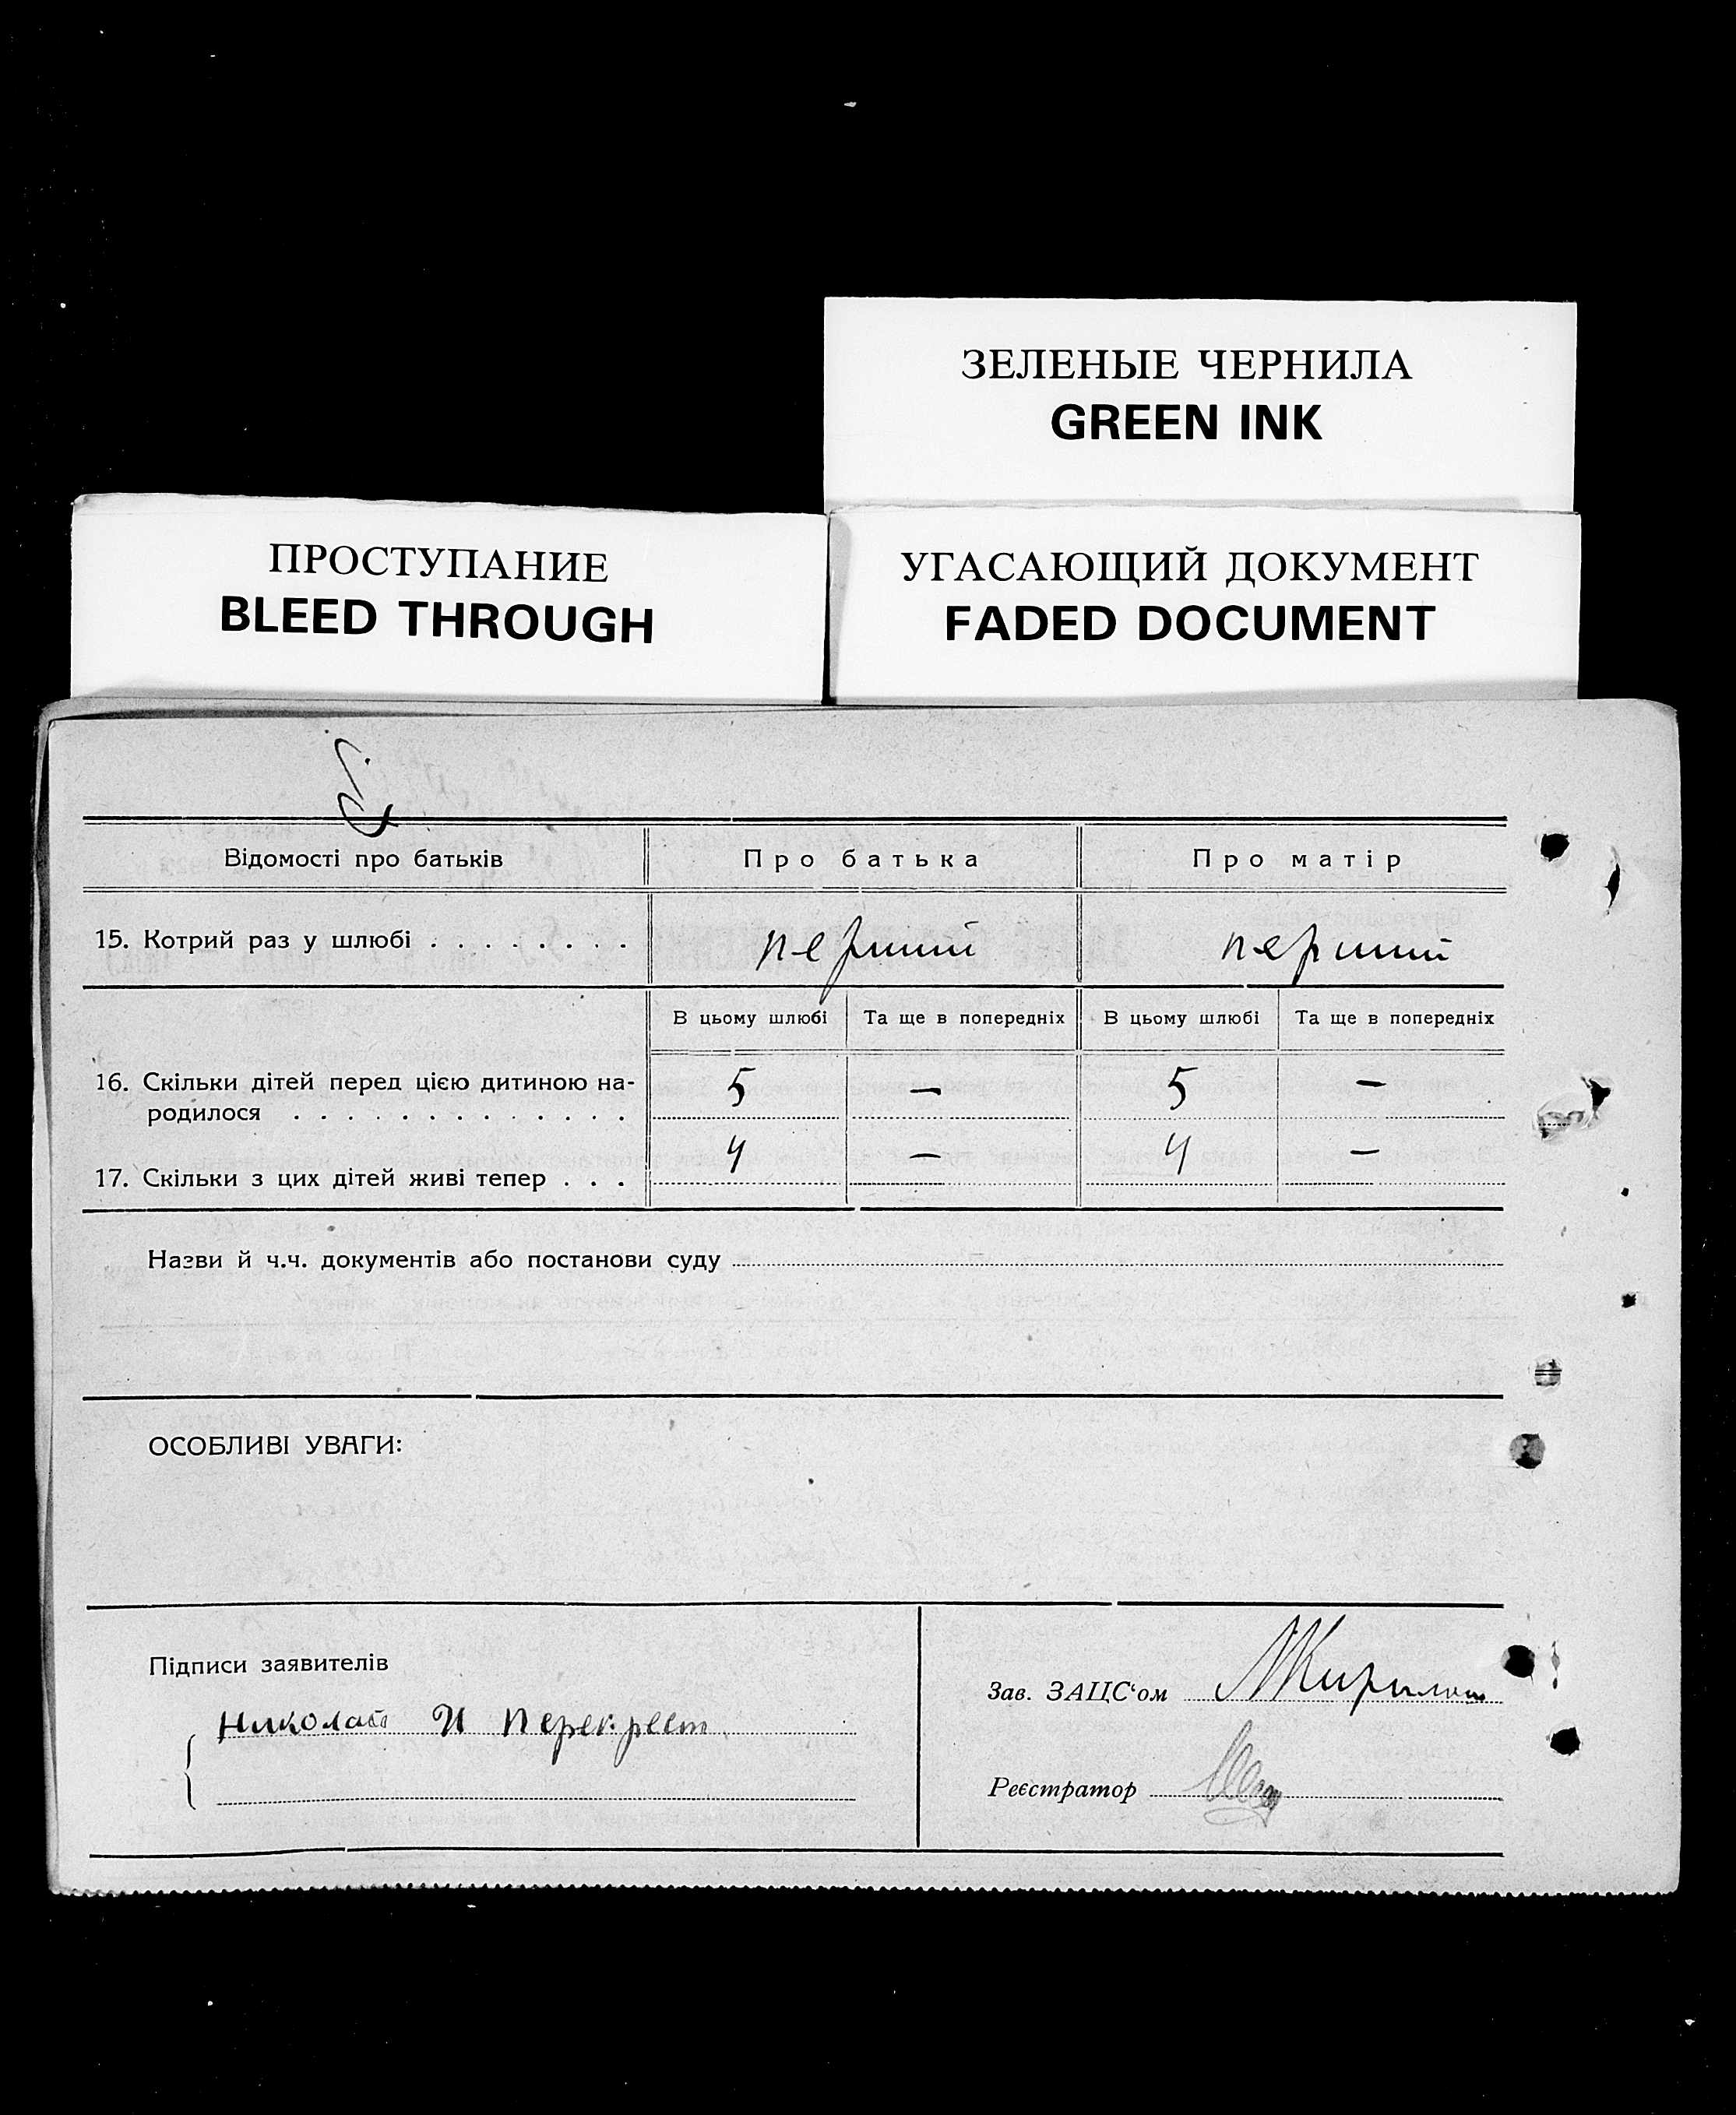 ЗЕЛЕНЫЕ ЧЕРНИЛА
GREEN INK
ПРОСТУПАНИЕ
BLEED THROUGH
УГАСАЮЩИЙ ДОКУМЕНТ
FADED DOCUMENT
Відомості про батьків Про батька Про матір
15. Котрий раз у шлюбі . . . . . . . . перший перший
В цьому шлюбі Та ще в попередніх В цьому шлюбі Та ще в попередніх
16. Скільки дітей перед цією дитиною на- 5 — 5 —
родилося . . . . . . . . . . . . .
17. Скільки з цих дітей живі тепер . . . 4 — 4 —
Назви й ч.ч. документів або постанови суду
ОСОБЛИВІ УВАГИ:
Підписи заявителів
Николай И Перекрест
Зав. ЗАЦС'ом
Реєстратор